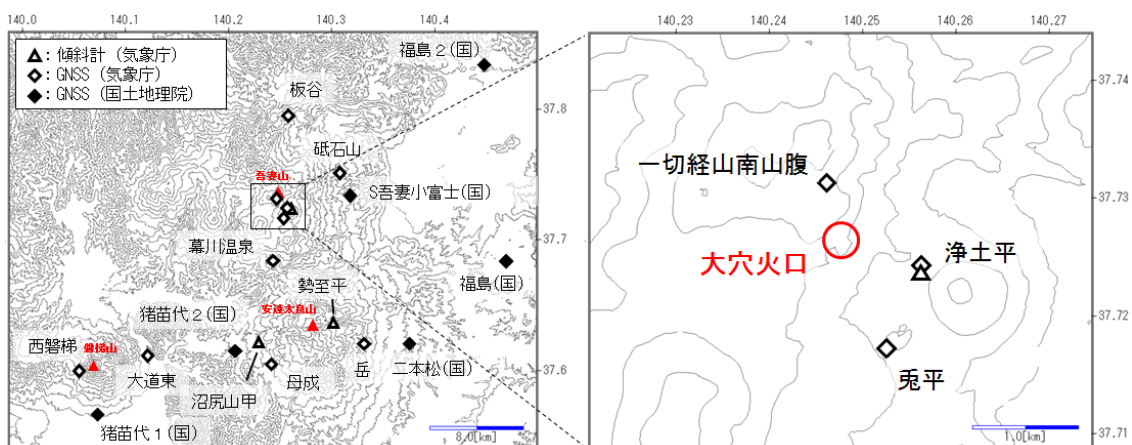 140.0 140.1 140.2 140.3 140.4
△: 傾斜計 (気象庁)
◇: GNSS (気象庁)
◆: GNSS (国土地理院)
福島2(国)
板谷
37.8
砥石山
吾妻山
S吾妻小富士(国)
37.7
幕川温泉
福島(国)
勢至平
猪苗代2(国)
安達太良山
西磐梯
磐梯山
大道東
母成
岳
二本松(国)
37.6
沼尻山甲
猪苗代1(国)
8.0[km]
140.23 140.24 140.25 140.26 140.27
37.74
一切経山南山腹
37.73
大穴火口
浄土平
37.72
兎平
1.0[km]
37.71